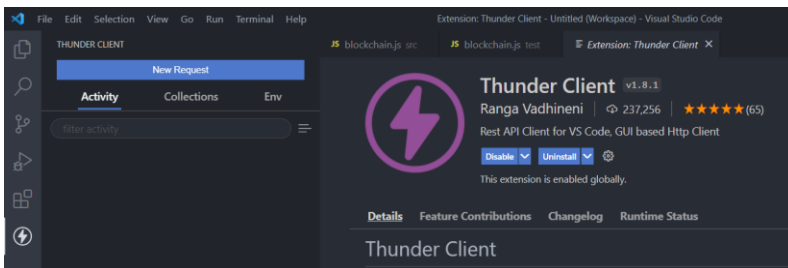 File Edit Selection View Go Run Terminal Help
Extension: Thunder Client - Untitled (Workspace) - Visual Studio Code
THUNDER CLIENT
New Request
Activity Collections Env
filter activity
JS blockchain.js src JS blockchain.js test Extension: Thunder Client
Thunder Client v1.8.1
Ranga Vadhineni 237,256 (65)
Rest API Client for VS Code, GUI based Http Client
Disable Uninstall
This extension is enabled globally.
Details Feature Contributions Changelog Runtime Status
Thunder Client